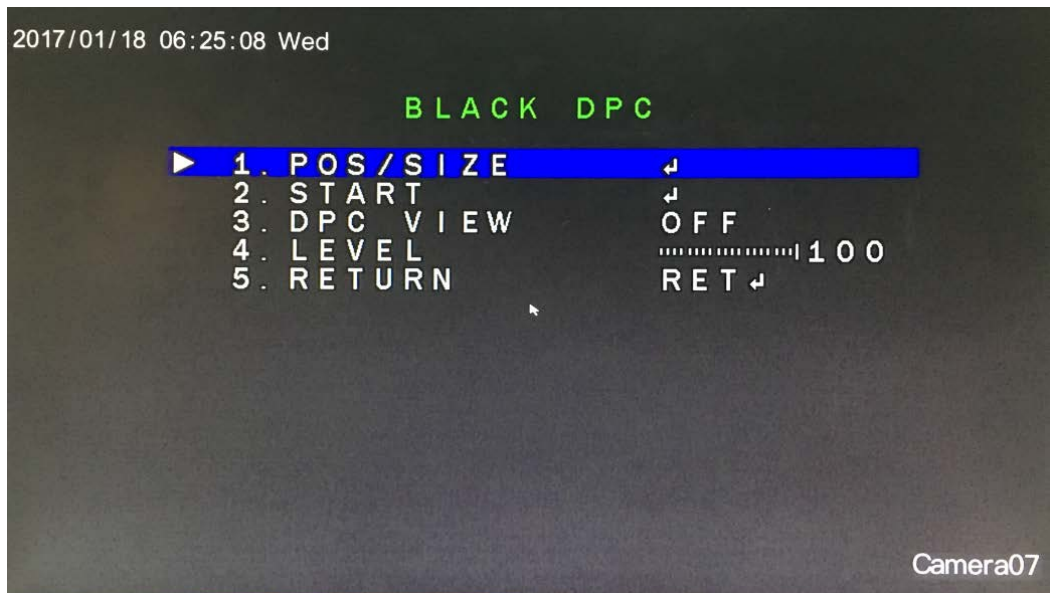 2017/01/18 06:25:08 Wed
BLACK DPC
1. POS/SIZE ↲
2. START ↲
3. DPC VIEW OFF
4. LEVEL 100
5. RETURN RET↲
Camera07